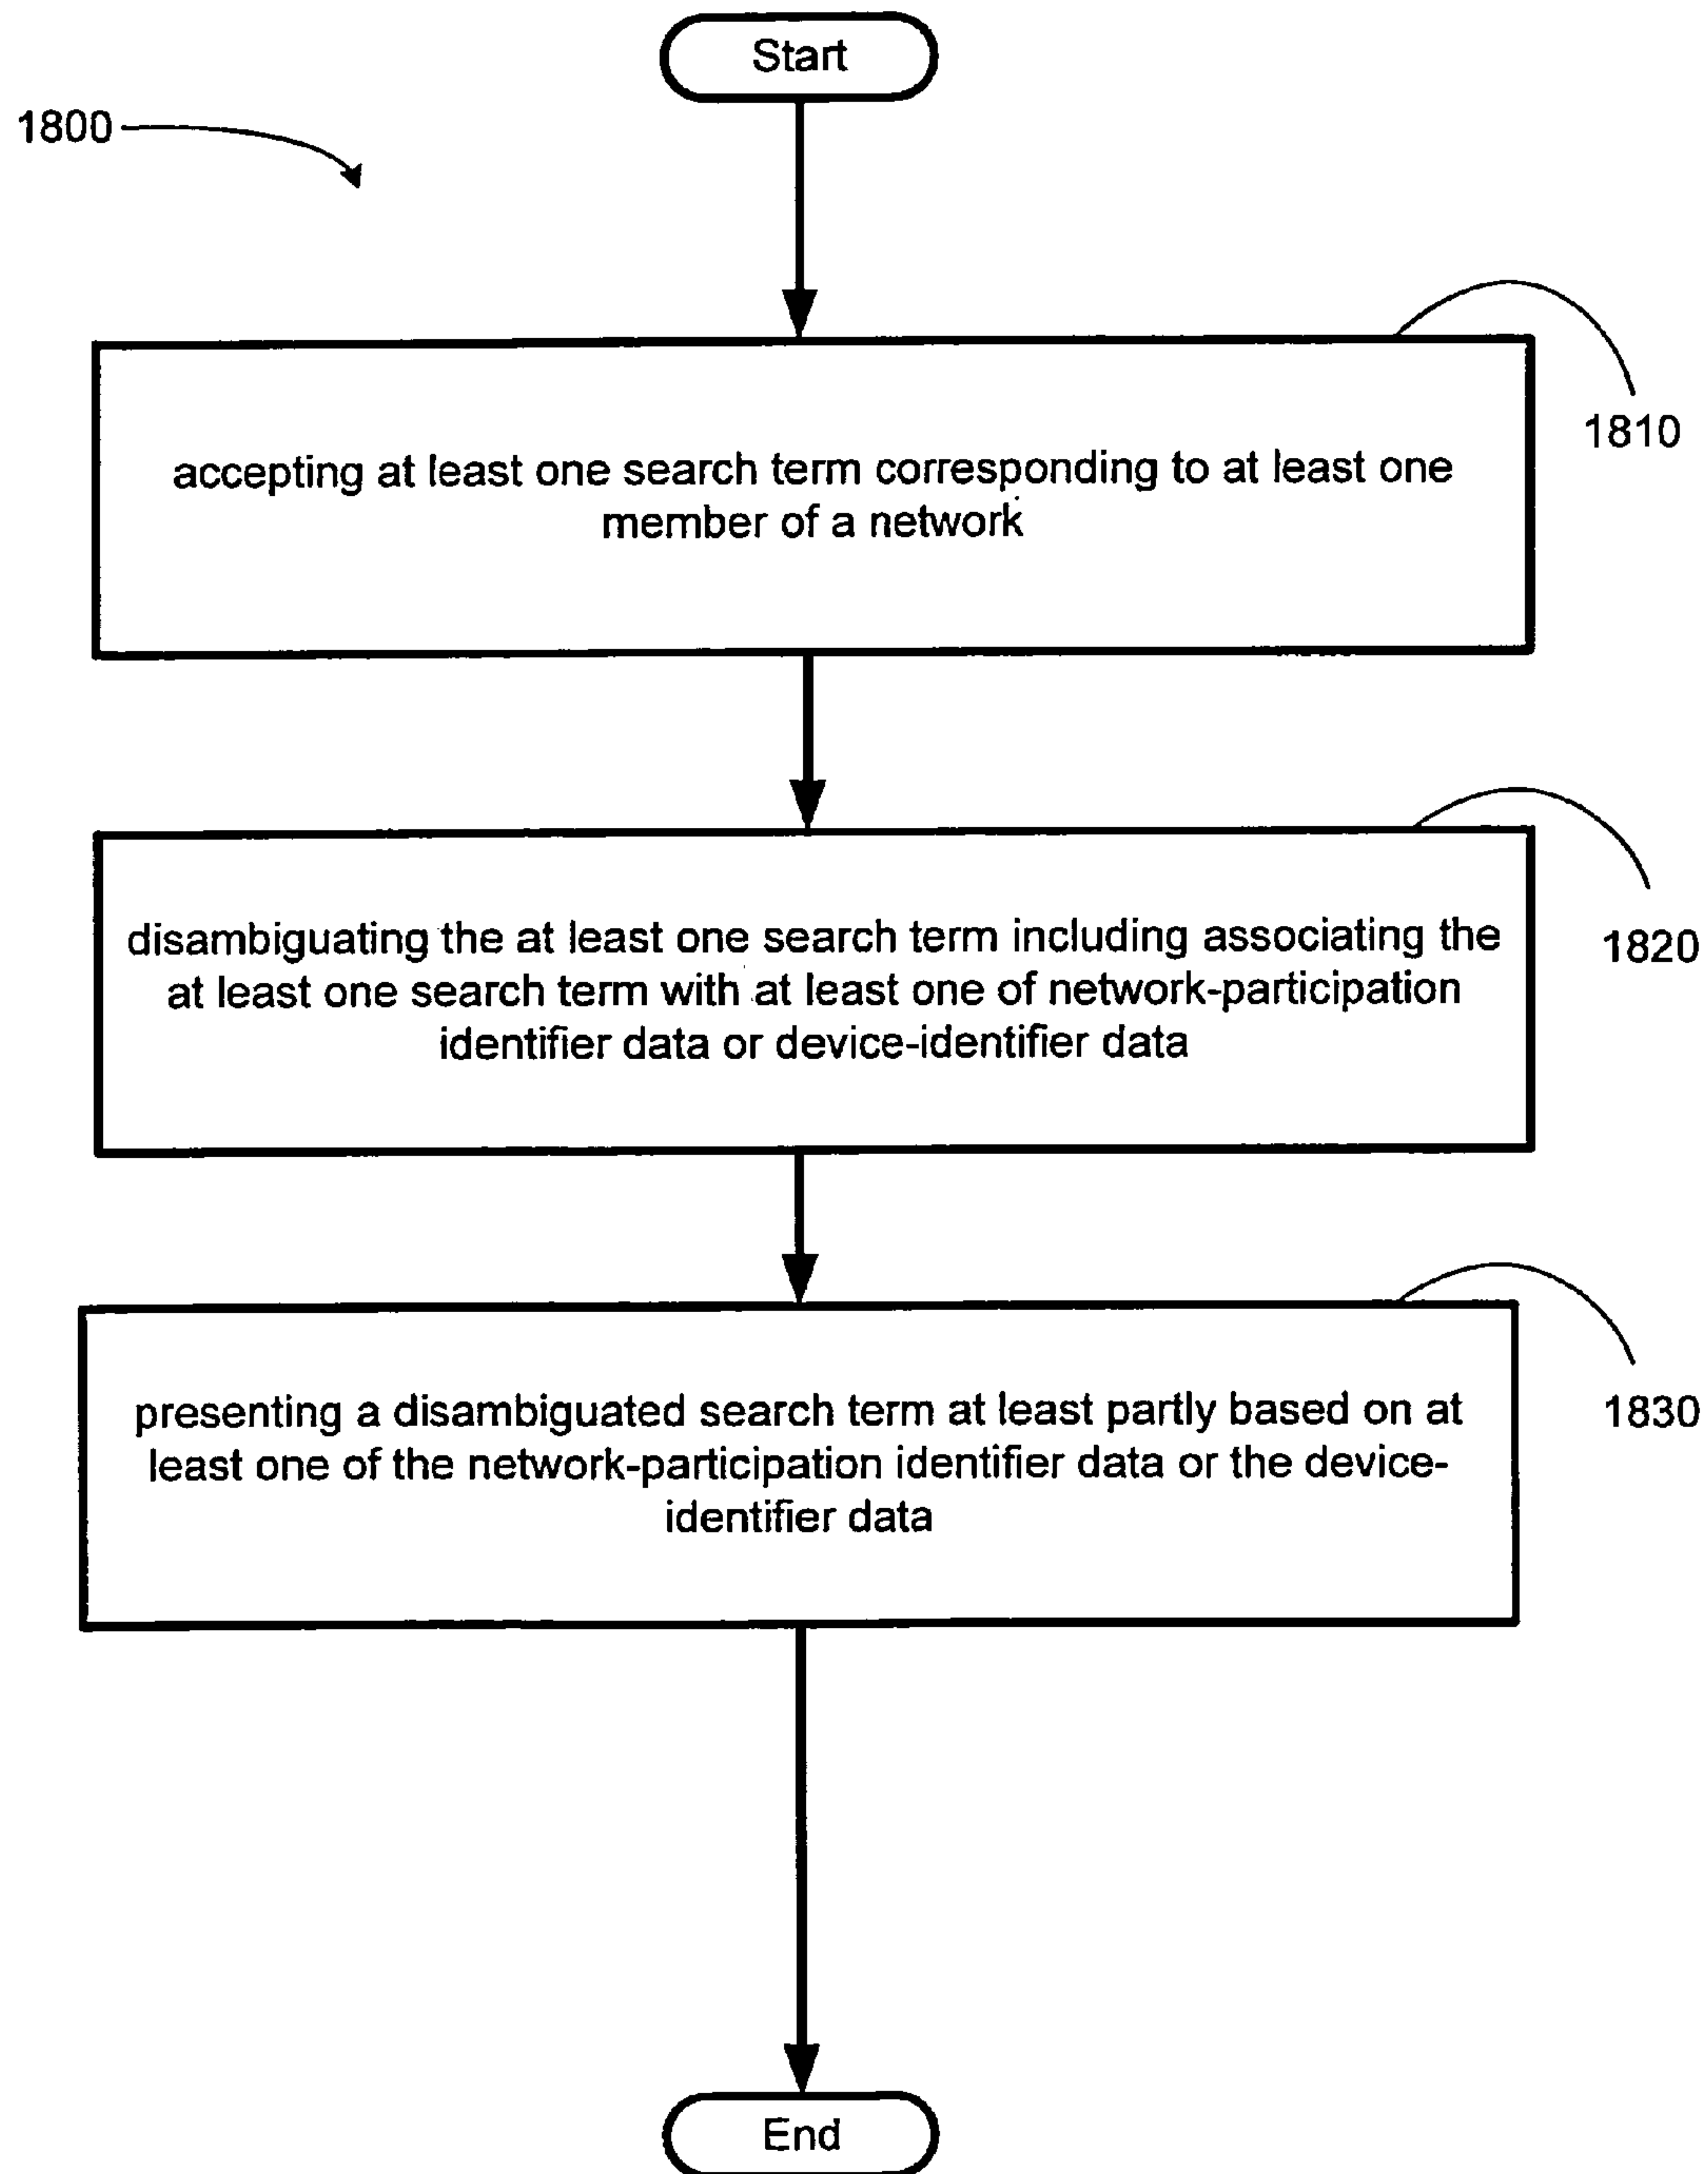 Start
1800
accepting at least one search term corresponding to at least one
member of a network
1810
disambiguating the at least one search term including associating the
at least one search term with at least one of network-participation
identifier data or device-identifier data
1820
presenting a disambiguated search term at least partly based on at
least one of the network-participation identifier data or the device-
identifier data
1830
End